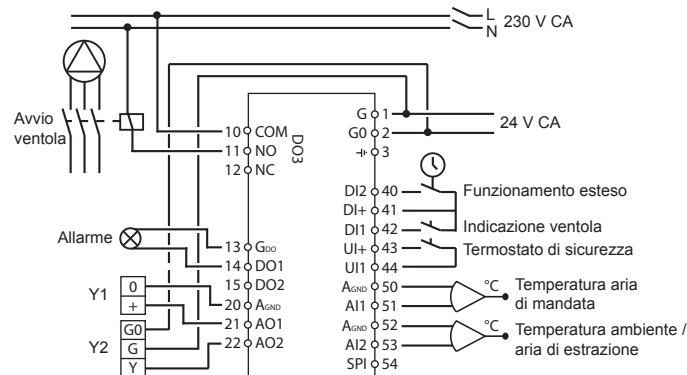 L
N 230 V CA
G 1
G0 2
3
24 V CA
Avvio
ventola
10 COM
11 NO
12 NC
DO3
DI2 40 Funzionamento esteso
DI+ 41
DI1 42 Indicazione ventola
UI+ 43 Termostato di sicurezza
UI1 44
Allarme
13 GDO
14 DO1
15 DO2
20 AGND
21 AO1
22 AO2
AGND 50
AI1 51
°C Temperatura aria
di mandata
AGND 52
AI2 53
°C Temperatura ambiente /
aria di estrazione
SPI 54
Y1
0
+
Y2
G0
G
Y